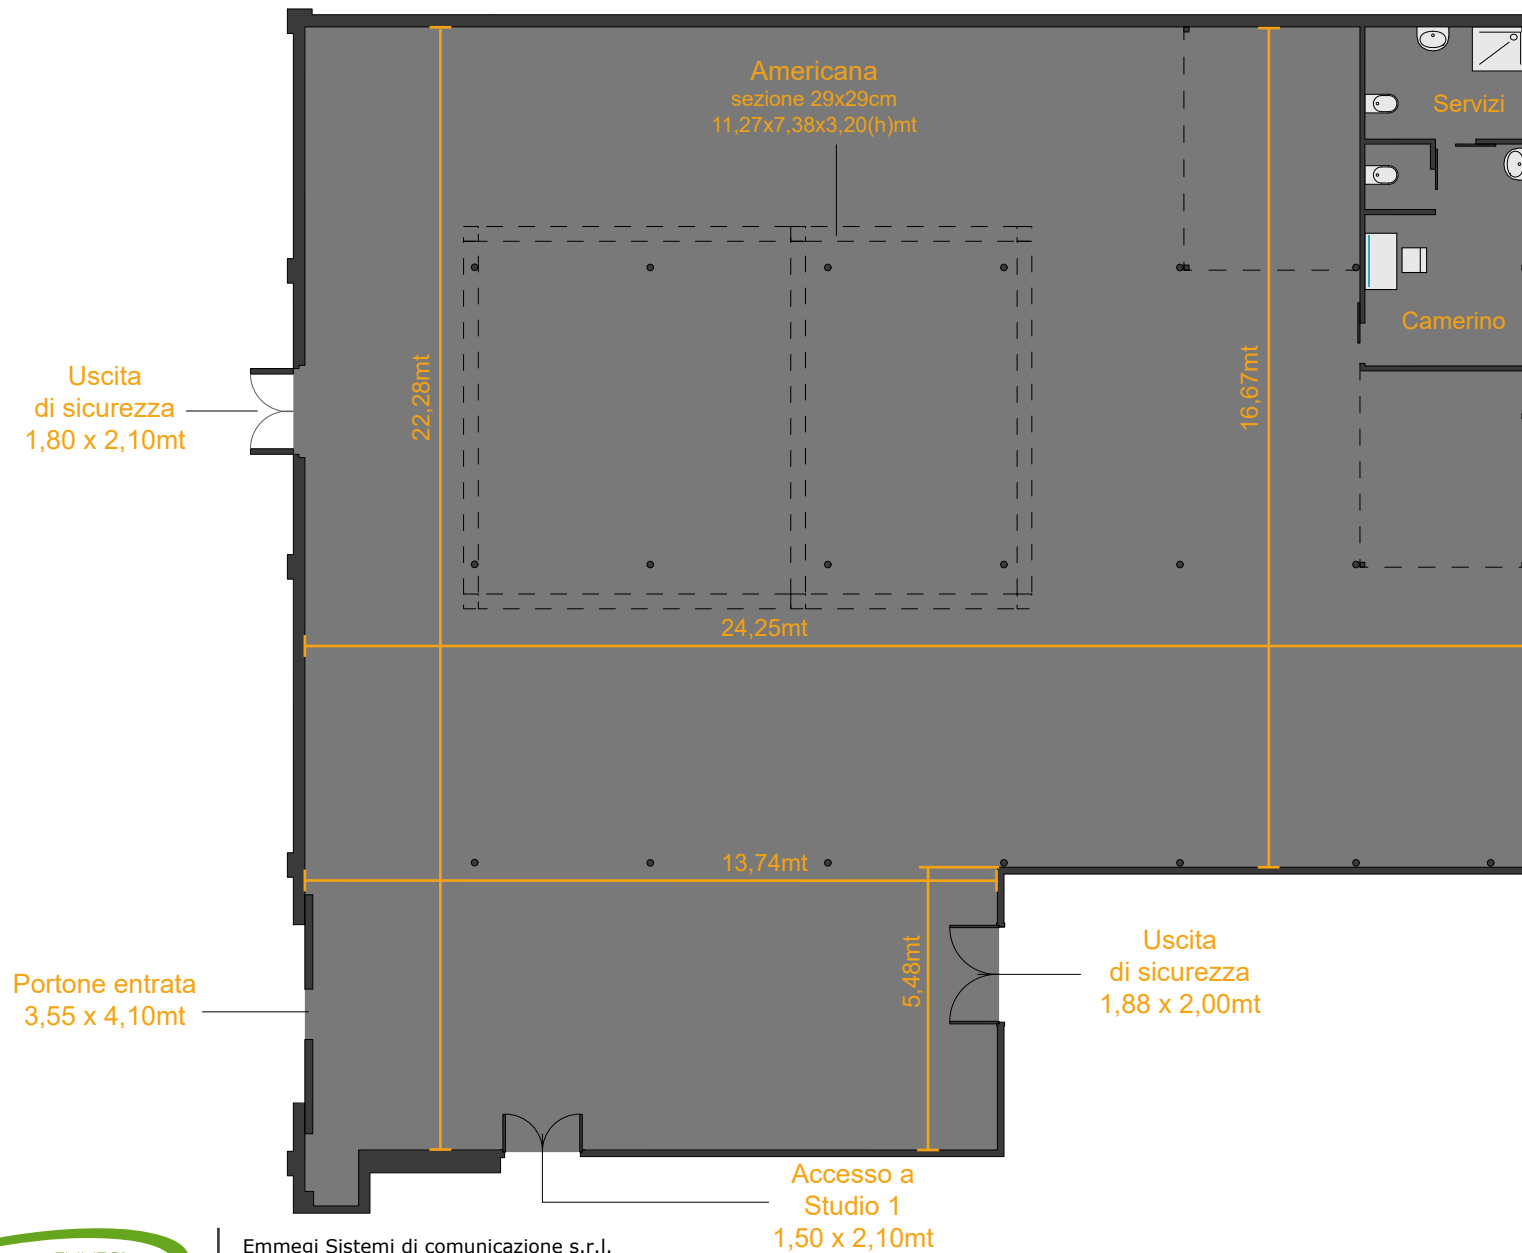 Americana
sezione 29x29cm
11,27x7,38x3,20(h)mt
Servizi
Camerino
22,28mt
16,67mt
Uscita
di sicurezza
1,80 x 2,10mt
24,25mt
13,74mt
5,48mt
Uscita
di sicurezza
1,88 x 2,00mt
Portone entrata
3,55 x 4,10mt
Accesso a
Studio 1
1,50 x 2,10mt
Emmegi Sistemi di comunicazione s.r.l.